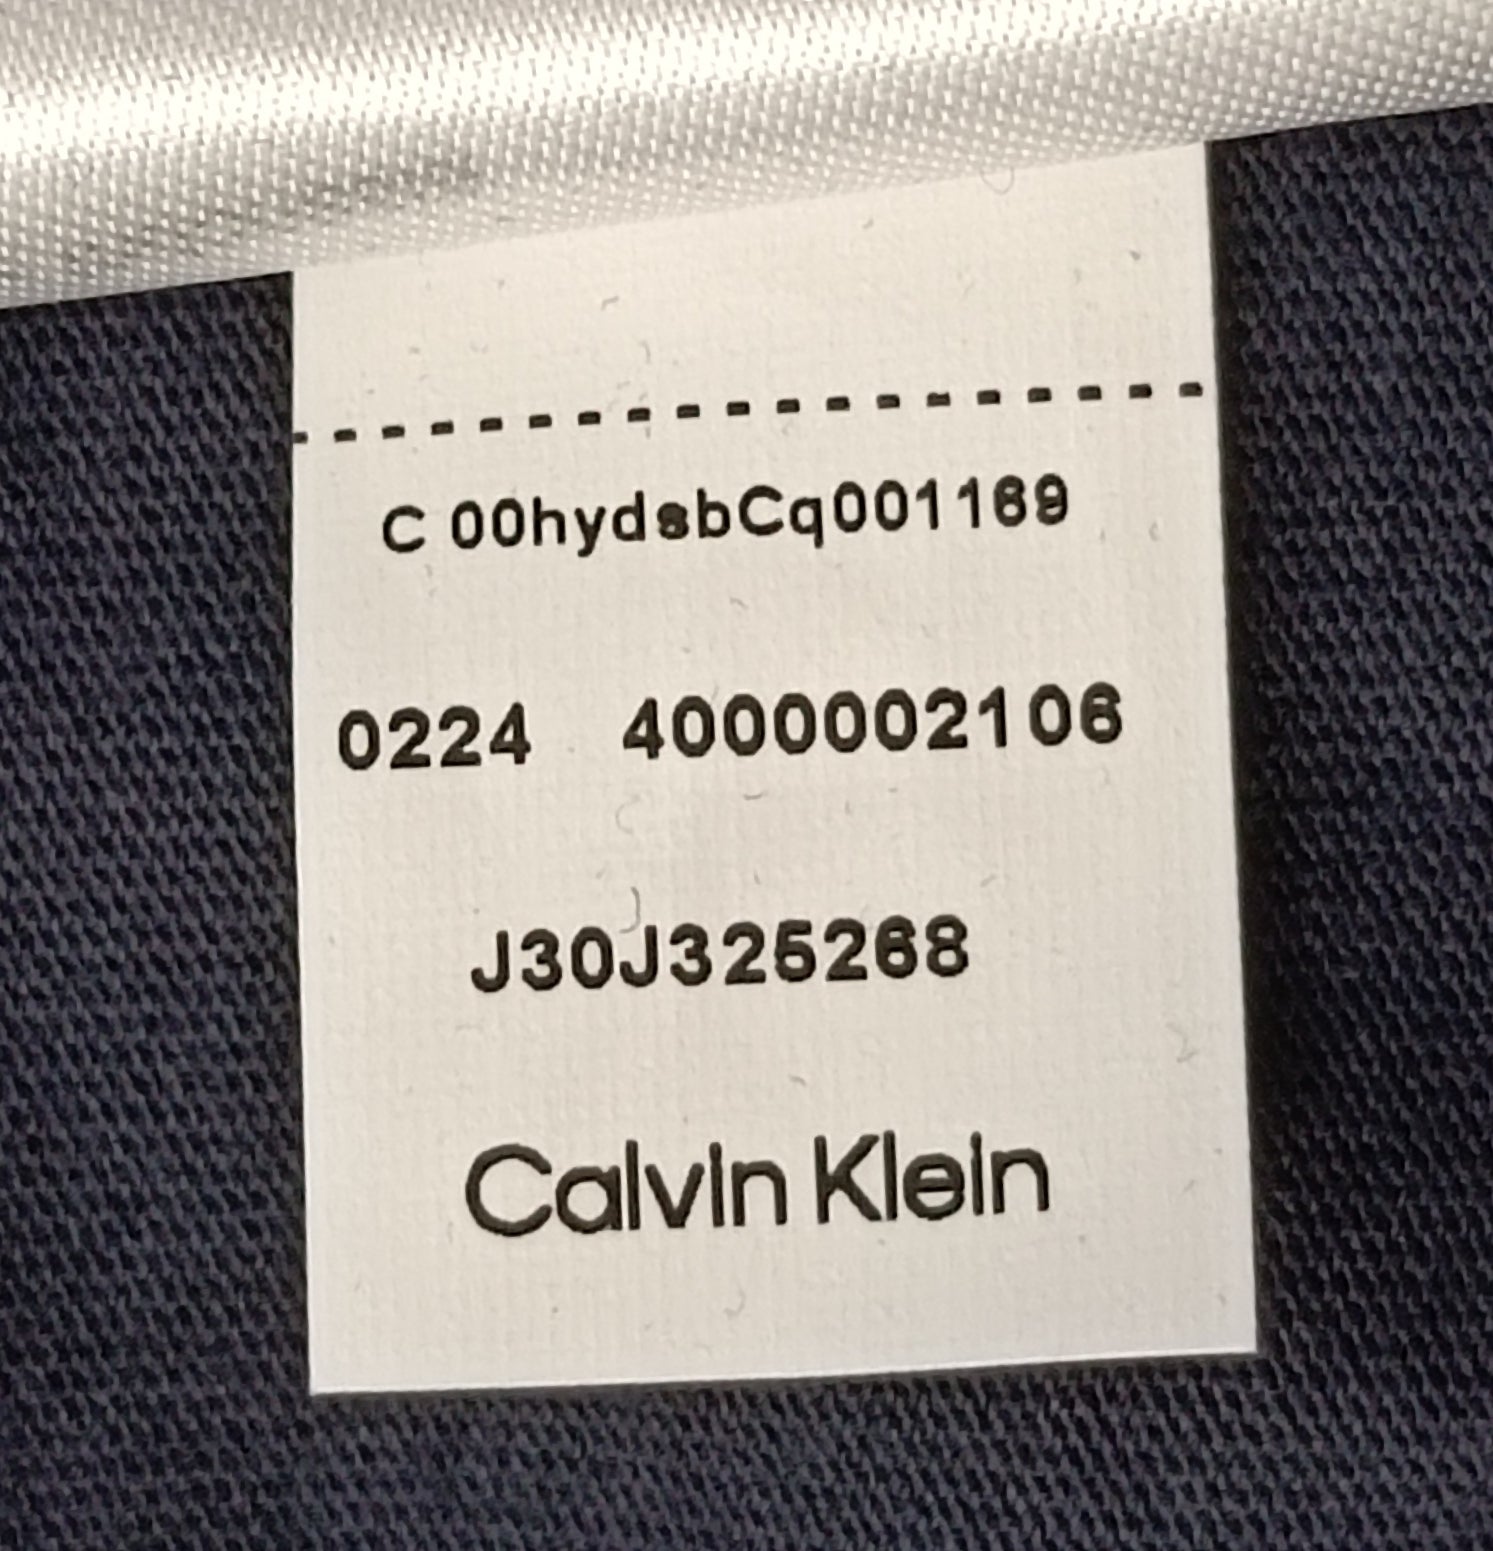 C 00hydsbCq001169
0224 4000002106
J30J325268
Calvin Klein